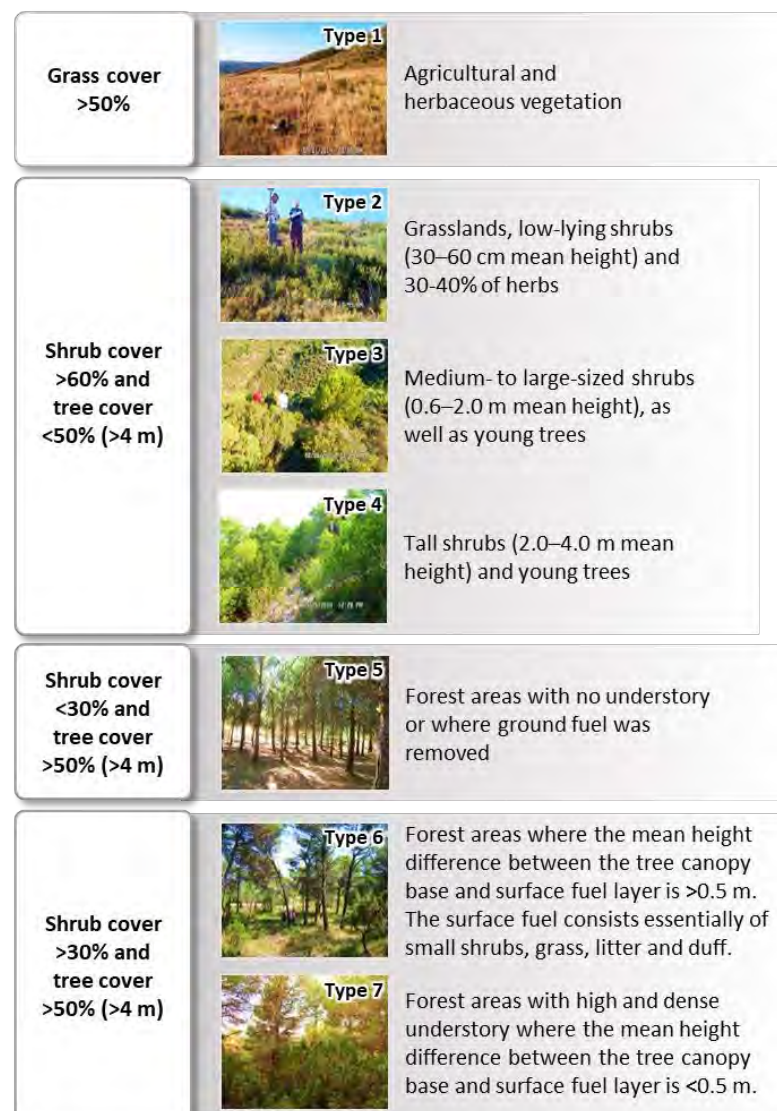 Grass cover
>50%
Type 1
Agricultural and
herbaceous vegetation
Shrub cover
>60% and
tree cover
<50% (>4 m)
Type 2
Grasslands, low-lying shrubs
(30–60 cm mean height) and
30-40% of herbs
Type 3
Medium- to large-sized shrubs
(0.6–2.0 m mean height), as
well as young trees
Type 4
Tall shrubs (2.0–4.0 m mean
height) and young trees
Shrub cover
<30% and
tree cover
>50% (>4 m)
Type 5
Forest areas with no understory
or where ground fuel was
removed
Shrub cover
>30% and
tree cover
>50% (>4 m)
Type 6
Forest areas where the mean height
difference between the tree canopy
base and surface fuel layer is >0.5 m.
The surface fuel consists essentially of
small shrubs, grass, litter and duff.
Type 7
Forest areas with high and dense
understory where the mean height
difference between the tree canopy
base and surface fuel layer is <0.5 m.